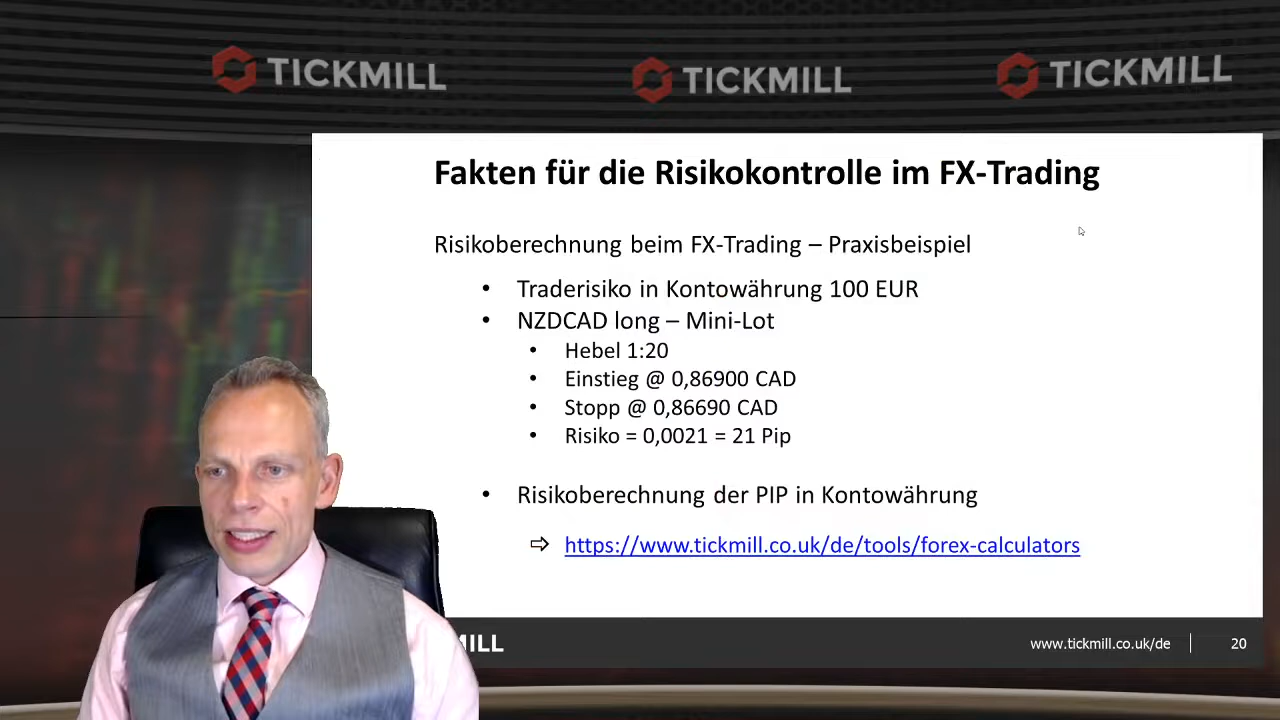 TICKMILL
TICKMILL
TICKMILL
Fakten für die Risikokontrolle im FX-Trading
Risikoberechnung beim FX-Trading – Praxisbeispiel
• Traderisiko in Kontowährung 100 EUR
• NZDCAD long – Mini-Lot
• Hebel 1:20
• Einstieg @ 0,86900 CAD
• Stopp @ 0,86690 CAD
• Risiko = 0,0021 = 21 Pip
• Risikoberechnung der PIP in Kontowährung
⇨ https://www.tickmill.co.uk/de/tools/forex-calculators
MILL
www.tickmill.co.uk/de
20